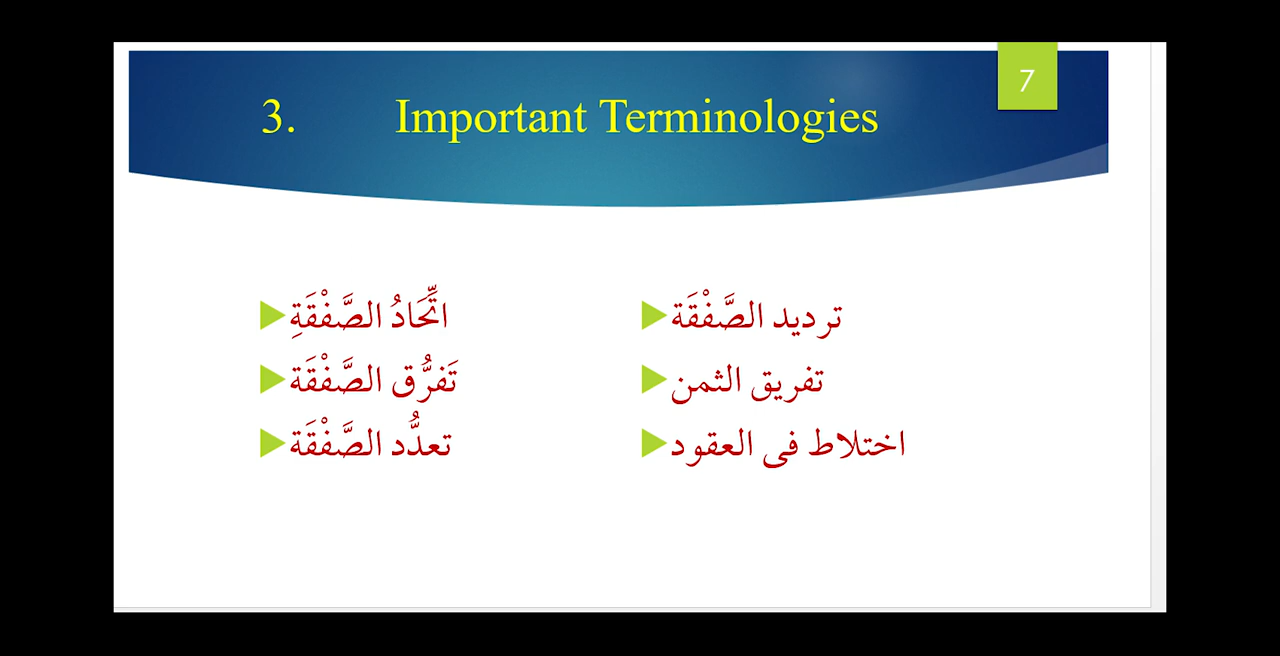 7
3. Important Terminologies
اتِّحَادُ الصَّفْقَةِ
تَفرُّق الصَّفْقَة
تعدُّد الصَّفْقَة
ترديد الصَّفْقَة
تفريق الثمن
اختلاط فى العقود